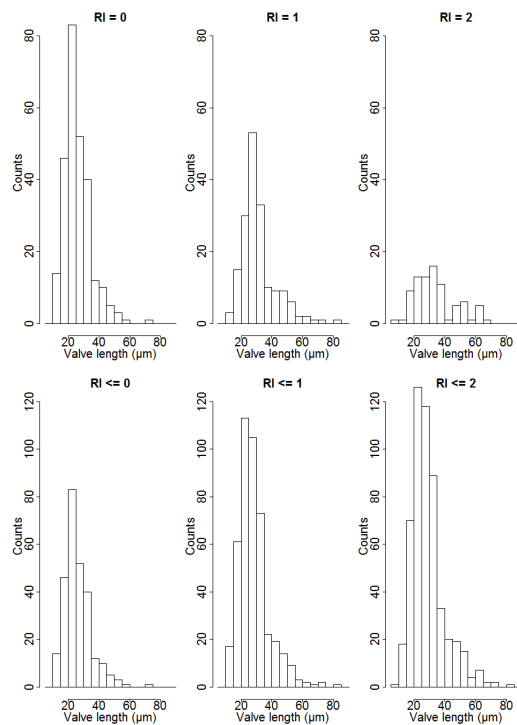 RI = 0
RI = 1
RI = 2
Counts
0 20 40 60 80
20 40 60 80
Valve length (µm)
Counts
0 20 40 60 80
20 40 60 80
Valve length (µm)
Counts
0 20 40 60 80
20 40 60 80
Valve length (µm)
RI <= 0
RI <= 1
RI <= 2
Counts
0 20 40 60 80 100 120
20 40 60 80
Valve length (µm)
Counts
0 20 40 60 80 100 120
20 40 60 80
Valve length (µm)
Counts
0 20 40 60 80 100 120
20 40 60 80
Valve length (µm)